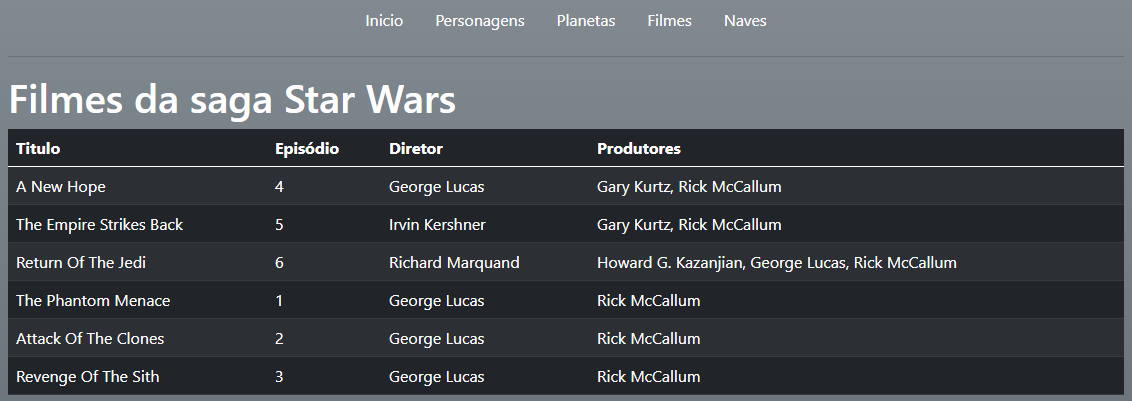 Inicio Personagens Planetas Filmes Naves
Filmes da saga Star Wars
Titulo Episódio Diretor Produtores
A New Hope 4 George Lucas Gary Kurtz, Rick McCallum
The Empire Strikes Back 5 Irvin Kershner Gary Kurtz, Rick McCallum
Return Of The Jedi 6 Richard Marquand Howard G. Kazanjian, George Lucas, Rick McCallum
The Phantom Menace 1 George Lucas Rick McCallum
Attack Of The Clones 2 George Lucas Rick McCallum
Revenge Of The Sith 3 George Lucas Rick McCallum